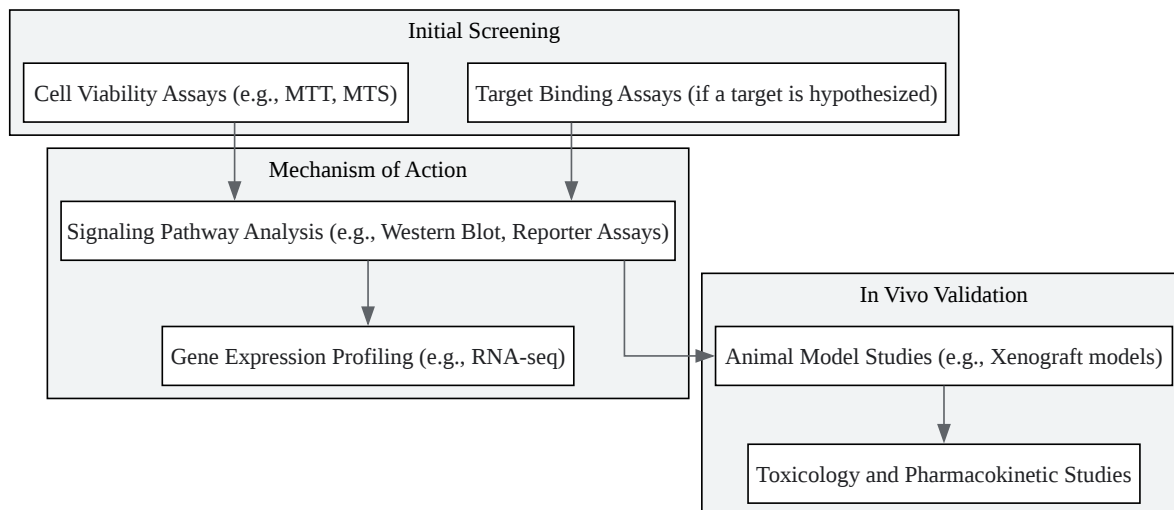 Initial Screening
Cell Viability Assays (e.g., MTT, MTS)
Target Binding Assays (if a target is hypothesized)
Mechanism of Action
Signaling Pathway Analysis (e.g., Western Blot, Reporter Assays)
Gene Expression Profiling (e.g., RNA-seq)
In Vivo Validation
Animal Model Studies (e.g., Xenograft models)
Toxicology and Pharmacokinetic Studies